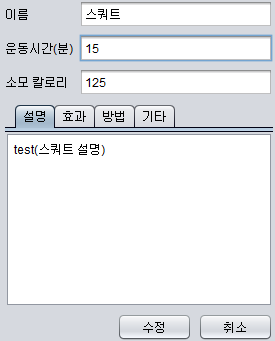 이름 스쿼트
운동시간(분) 15
소모 칼로리 125
설명 효과 방법 기타
test(스쿼트 설명)
수정 취소